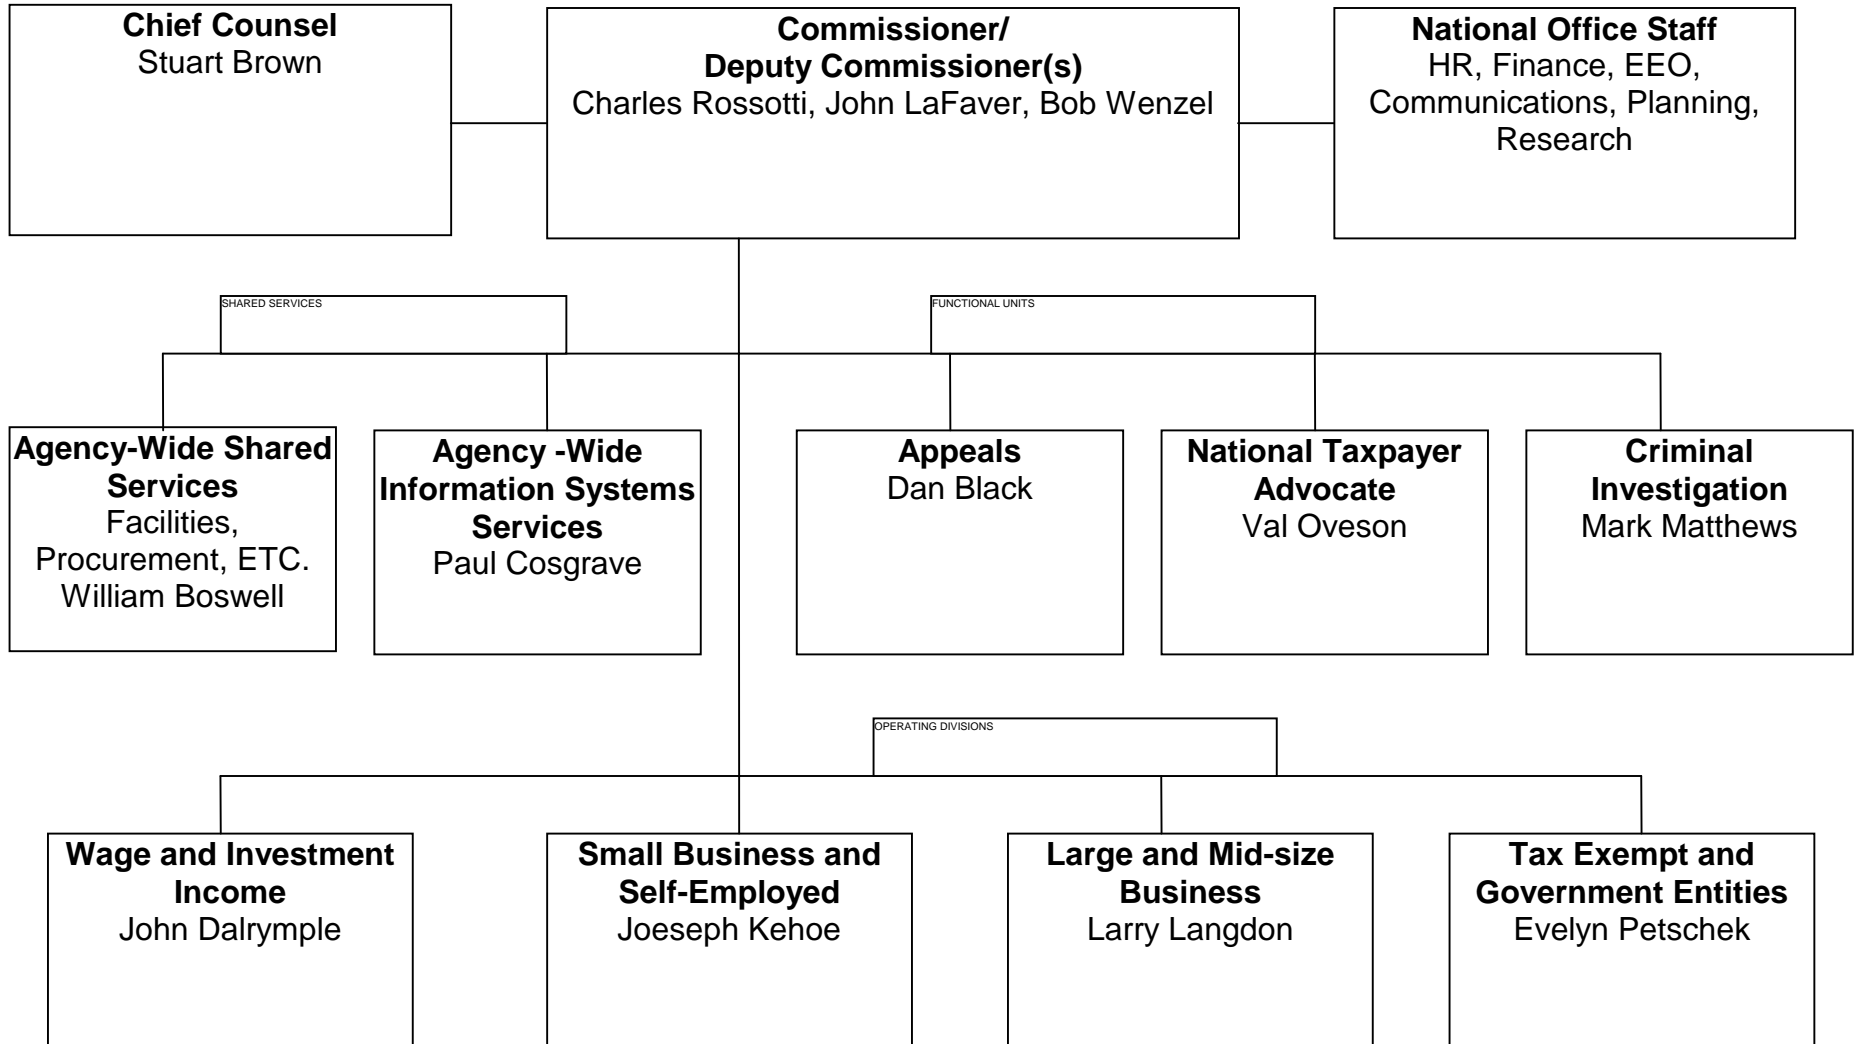 Chief Counsel
Stuart Brown
Commissioner/
Deputy Commissioner(s)
Charles Rossotti, John LaFaver, Bob Wenzel
National Office Staff
HR, Finance, EEO,
Communications, Planning,
Research
SHARED SERVICES
FUNCTIONAL UNITS
Agency-Wide Shared
Services
Facilities,
Procurement, ETC.
William Boswell
Agency -Wide
Information Systems
Services
Paul Cosgrave
Appeals
Dan Black
National Taxpayer
Advocate
Val Oveson
Criminal
Investigation
Mark Matthews
OPERATING DIVISIONS
Wage and Investment
Income
John Dalrymple
Small Business and
Self-Employed
Joeseph Kehoe
Large and Mid-size
Business
Larry Langdon
Tax Exempt and
Government Entities
Evelyn Petschek